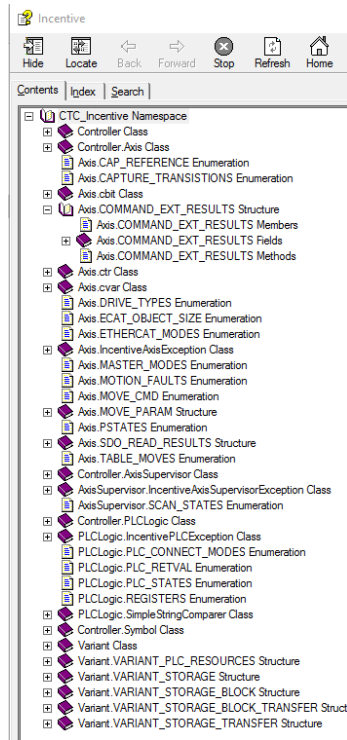 Incentive
Hide Locate Back Forward Stop Refresh Home
Contents Index Search
CTC_Incentive Namespace
Controller Class
Controller.Axis Class
Axis.CAP_REFERENCE Enumeration
Axis.CAPTURE_TRANSISTIONS Enumeration
Axis.cbit Class
Axis.COMMAND_EXT_RESULTS Structure
Axis.COMMAND_EXT_RESULTS Members
Axis.COMMAND_EXT_RESULTS Fields
Axis.COMMAND_EXT_RESULTS Methods
Axis.ctr Class
Axis.cvar Class
Axis.DRIVE_TYPES Enumeration
Axis.ECAT_OBJECT_SIZE Enumeration
Axis.ETHERCAT_MODES Enumeration
Axis.IncentiveAxisException Class
Axis.MASTER_MODES Enumeration
Axis.MOTION_FAULTS Enumeration
Axis.MOVE_CMD Enumeration
Axis.MOVE_PARAM Structure
Axis.PSTATES Enumeration
Axis.SDO_READ_RESULTS Structure
Axis.TABLE_MOVES Enumeration
Controller.AxisSupervisor Class
AxisSupervisor.IncentiveAxisSupervisorException Class
AxisSupervisor.SCAN_STATES Enumeration
Controller.PLCLogic Class
PLCLogic.IncentivePLCException Class
PLCLogic.PLC_CONNECT_MODES Enumeration
PLCLogic.PLC_RETVAL Enumeration
PLCLogic.PLC_STATES Enumeration
PLCLogic.REGISTERS Enumeration
PLCLogic.SimpleStringComparer Class
Controller.Symbol Class
Variant Class
Variant.VARIANT_PLC_RESOURCES Structure
Variant.VARIANT_STORAGE Structure
Variant.VARIANT_STORAGE_BLOCK Structure
Variant.VARIANT_STORAGE_BLOCK_TRANSFER Struct
Variant.VARIANT_STORAGE_TRANSFER Structure